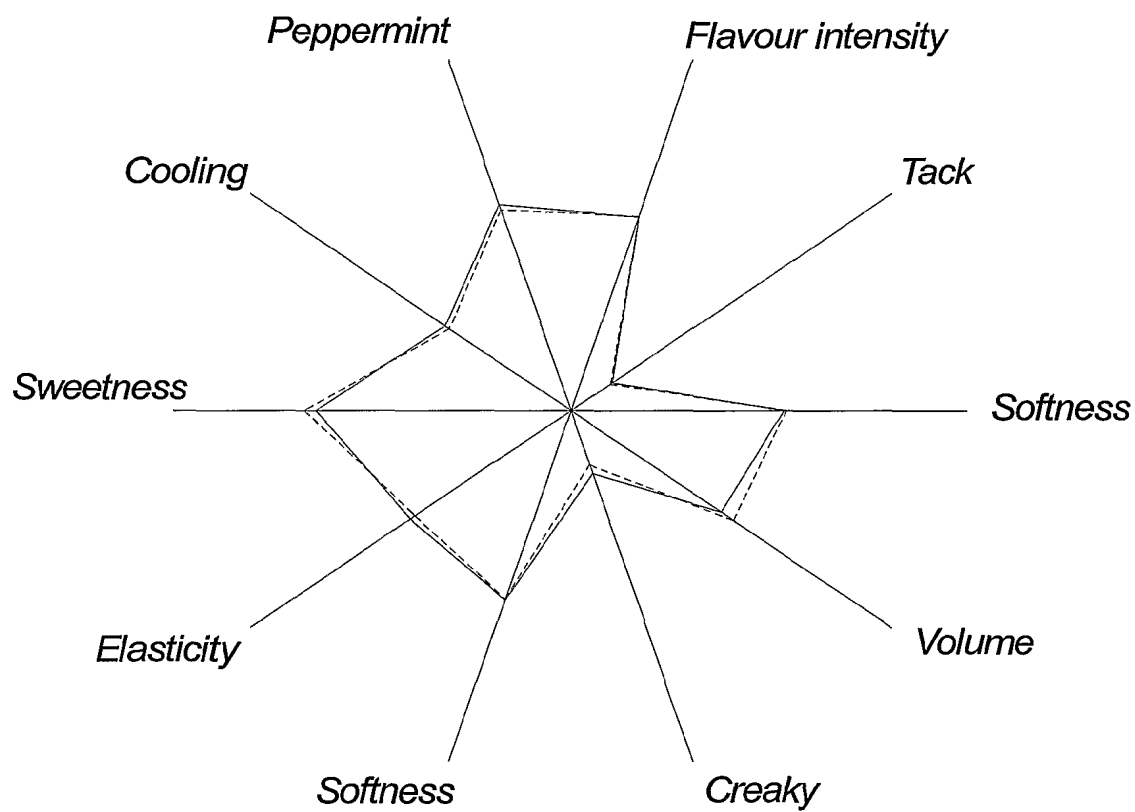 Peppermint
Flavour intensity
Cooling
Tack
Sweetness
Softness
Elasticity
Volume
Softness
Creaky